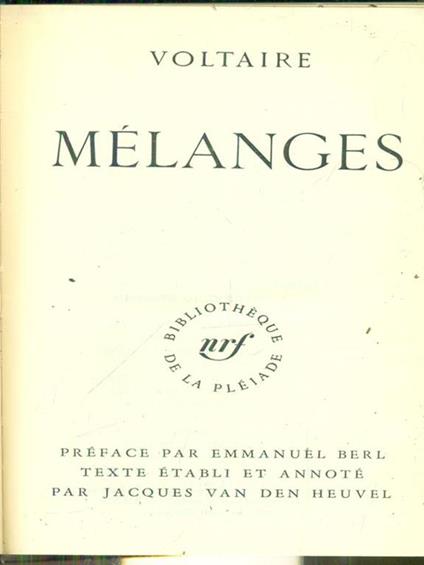 VOLTAIRE
MÉLANGES
BIBLIOTHÈQUE
nrf
DE LA PLÉIADE
PRÉFACE PAR EMMANUEL BERL
TEXTE ÉTABLI ET ANNOTÉ
PAR JACQUES VAN DEN HEUVEL